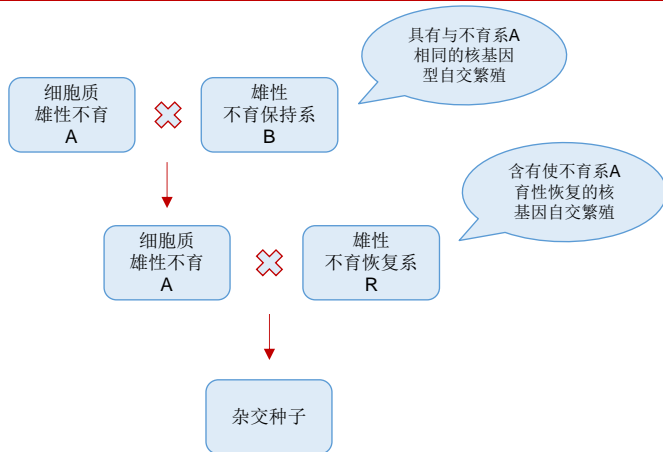 具有与不育系A
相同的核基因
型自交繁殖
细胞质
雄性不育
A
雄性
不育保持系
B
含有使不育系A
育性恢复的核
基因自交繁殖
细胞质
雄性不育
A
雄性
不育恢复系
R
杂交种子